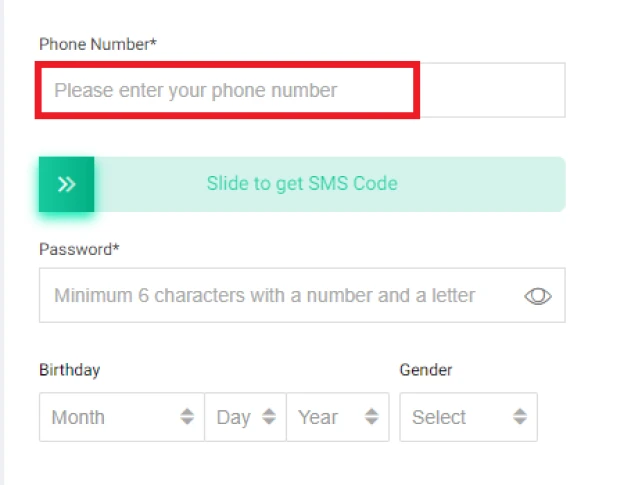 Phone Number*
Please enter your phone number
Slide to get SMS Code
Password*
Minimum 6 characters with a number and a letter
Birthday Gender
Month Day Year Select